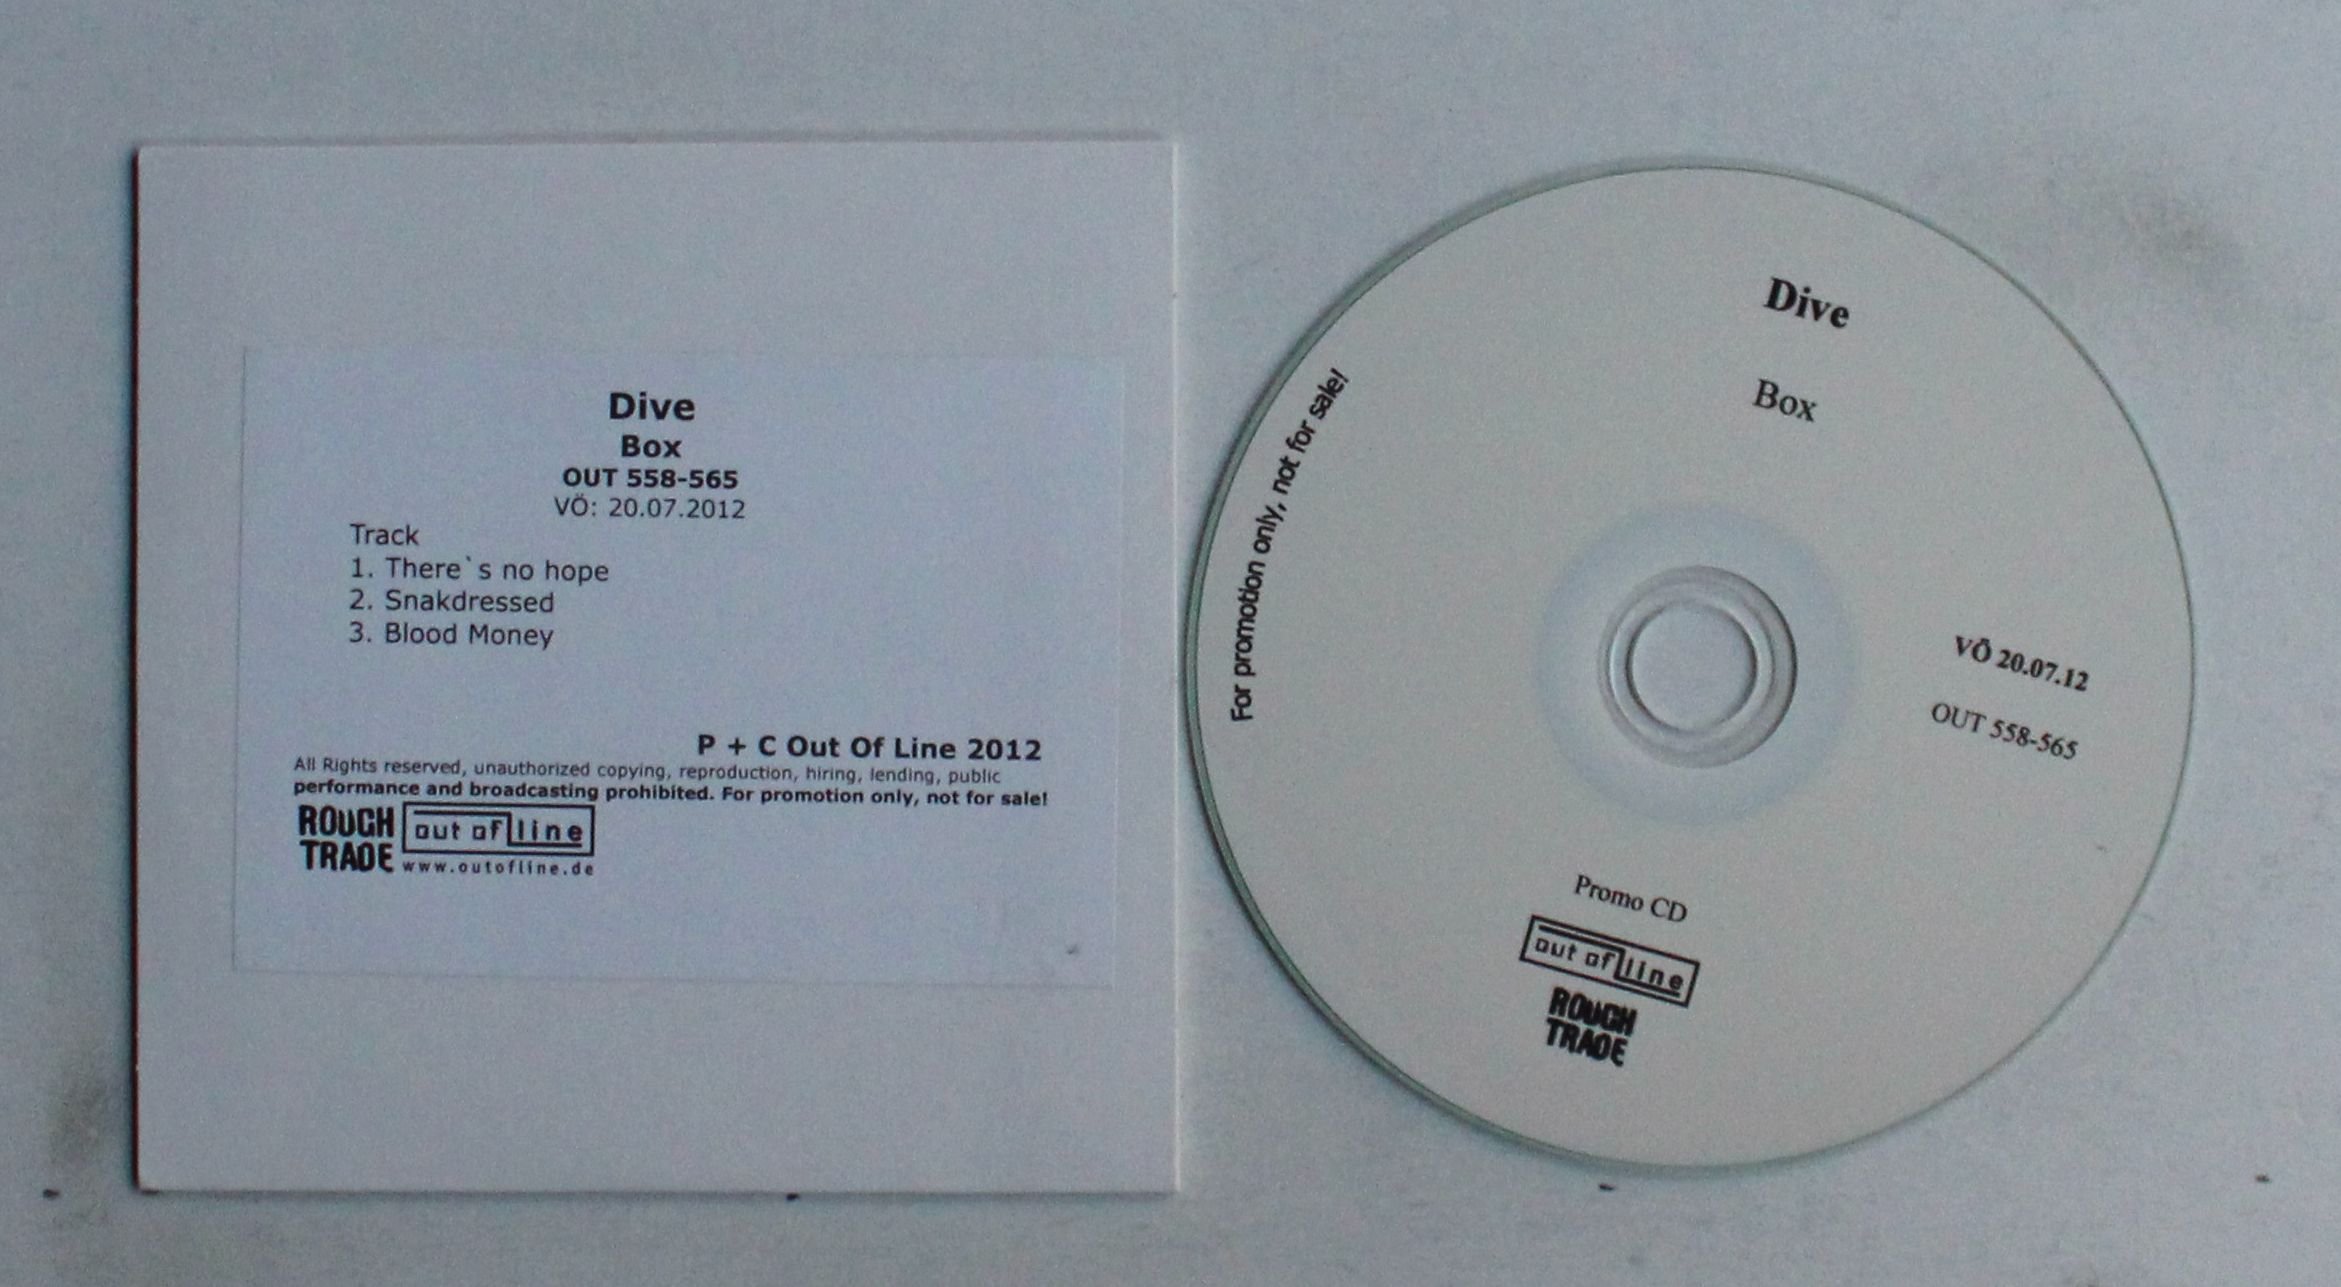 Dive
Box
OUT 558-565
VÖ: 20.07.2012
Track
1. There`s no hope
2. Snakdressed
3. Blood Money
P + C Out Of Line 2012
All Rights reserved, unauthorized copying, reproduction, hiring, lending, public
performance and broadcasting prohibited. For promotion only, not for sale!
ROUGH
TRADE
out of line
www.outofline.de
Dive
Box
For promotion only, not for sale!
VÖ 20.07.12
OUT 558-565
Promo CD
out of line
ROUGH
TRADE